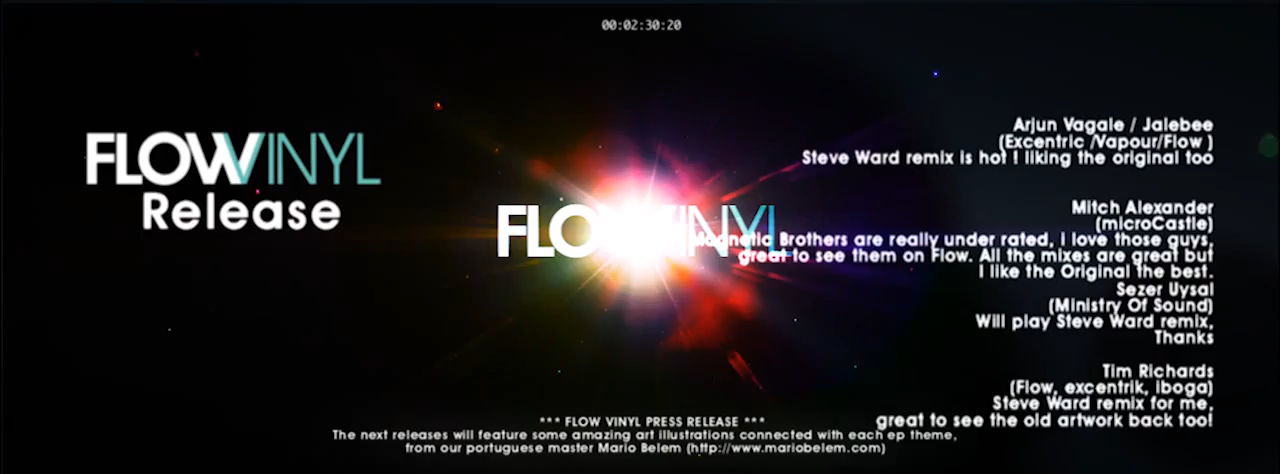 00:02:30:20
FLOWVINYL
Release
FLOWVINYL
Arjun Vagale / Jalebee
(Excentric /Vapour/Flow )
Steve Ward remix is hot ! liking the original too
Mitch Alexander
(microCastle)
Magnetic Brothers are really under rated, i love those guys,
great to see them on Flow. All the mixes are great but
I like the Original the best.
Sezer Uysal
(Ministry Of Sound)
Will play Steve Ward remix,
Thanks
Tim Richards
(Flow, excentrik, iboga)
Steve Ward remix for me,
great to see the old artwork back too!
*** FLOW VINYL PRESS RELEASE ***
The next releases will feature some amazing art illustrations connected with each ep theme,
from our portuguese master Mario Belem (http://www.mariobelem.com)